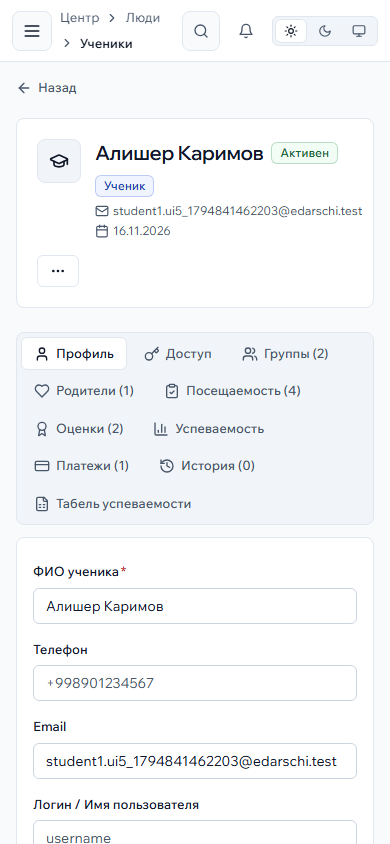 Центр > Люди
> Ученики
Назад
Алишер Каримов Активен
Ученик
student1.ui5_1794841462203@edarschi.test
16.11.2026
Профиль Доступ Группы (2)
Родители (1) Посещаемость (4)
Оценки (2) Успеваемость
Платежи (1) История (0)
Табель успеваемости
ФИО ученика*
Алишер Каримов
Телефон
+998901234567
Email
student1.ui5_1794841462203@edarschi.test
Логин / Имя пользователя
username